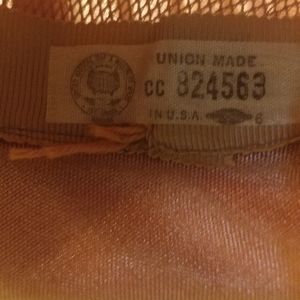 UNION MADE
CC 824563
IN U.S.A. 6